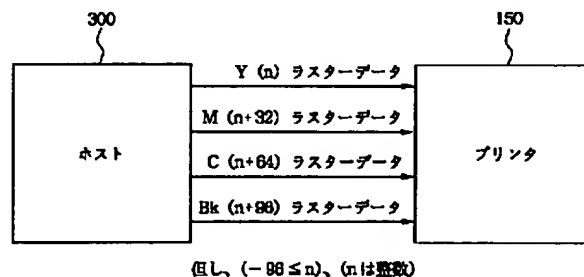 300
150
Y (n) ラスターデータ
M (n+32) ラスターデータ
ホスト
プリンタ
C (n+64) ラスターデータ
Bk (n+96) ラスターデータ
但し、(-96≦n)、(nは整数)